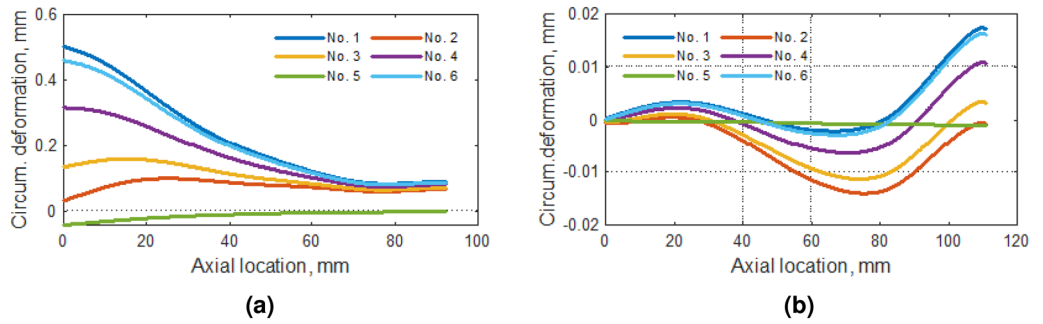 Circum. deformation, mm
0.6
0.4
0.2
0
No. 1 No. 2
No. 3 No. 4
No. 5 No. 6
0 20 40 60 80 100
Axial location, mm
(a)
Circum.deformation, mm
0.02
0.01
0
-0.01
-0.02
No. 1 No. 2
No. 3 No. 4
No. 5 No. 6
0 20 40 60 80 100 120
Axial location, mm
(b)